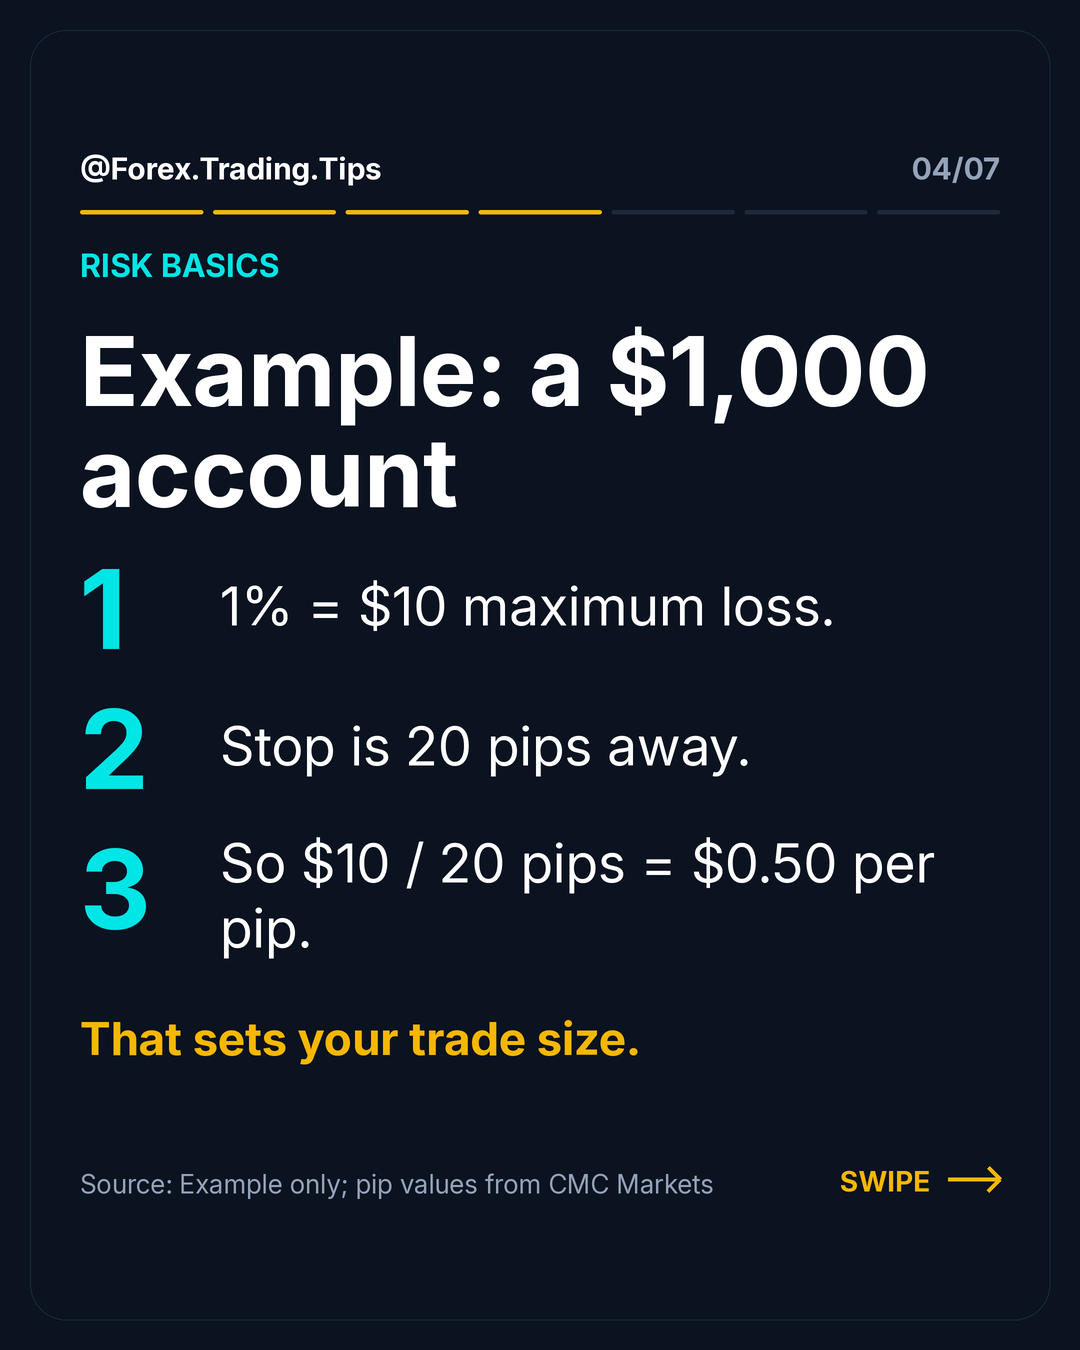 @Forex.Trading.Tips
04/07
RISK BASICS
Example: a $1,000
account
1
1% = $10 maximum loss.
2
Stop is 20 pips away.
3
So $10 / 20 pips = $0.50 per
pip.
That sets your trade size.
Source: Example only; pip values from CMC Markets
SWIPE